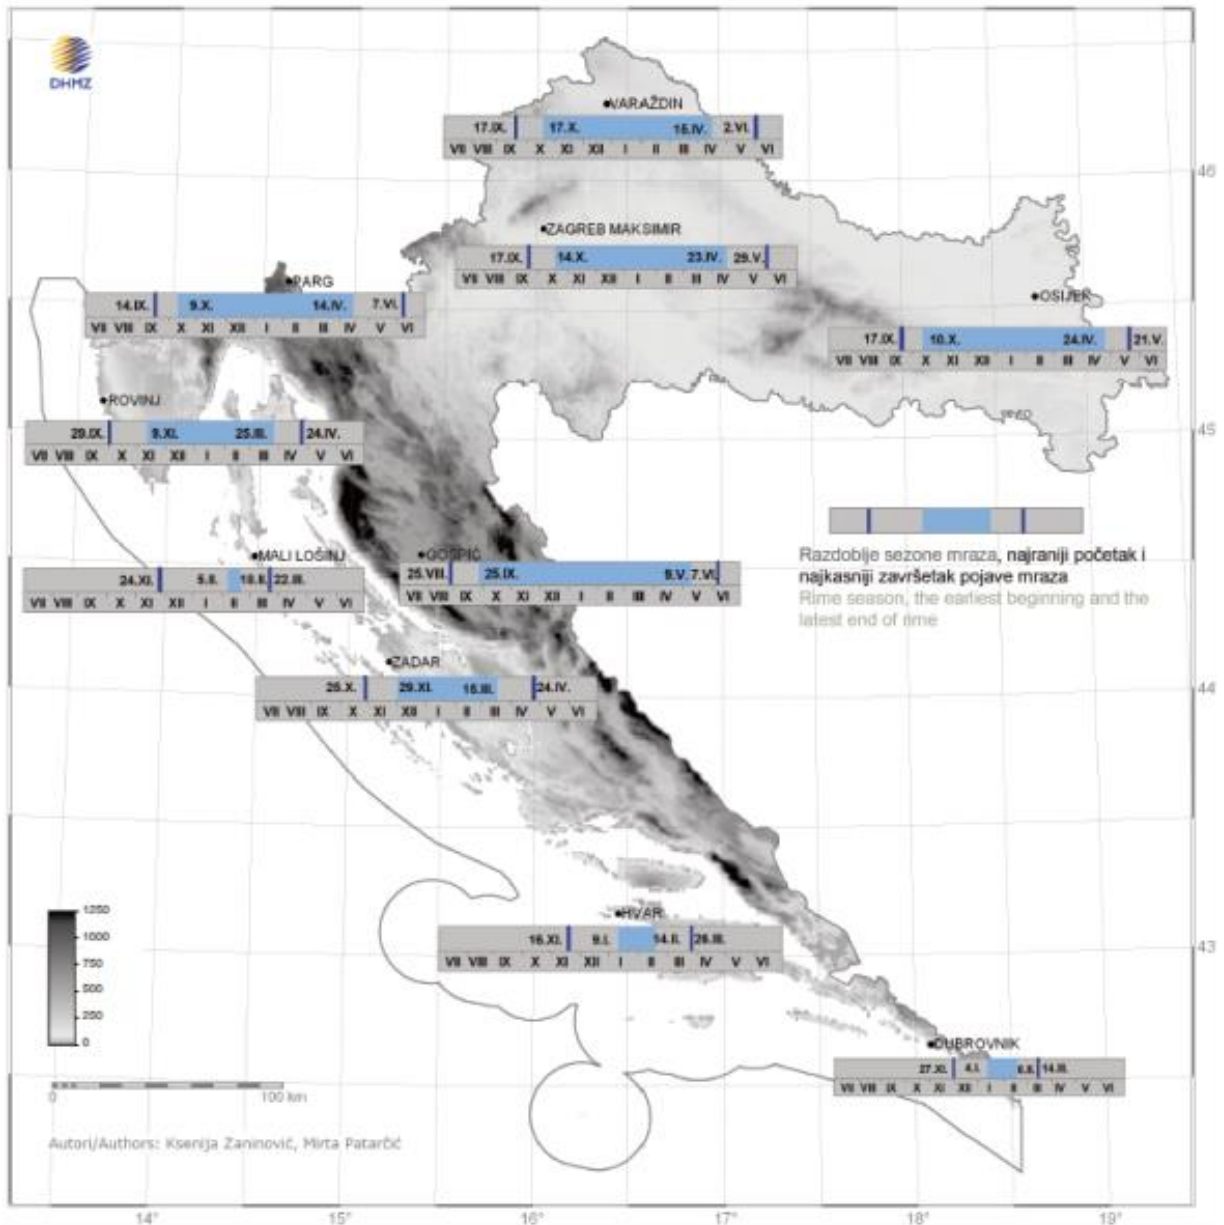 DHMZ
VARAŽDIN
17.IX. 17.X. 15.IV. 2.VI.
VII VIII IX X XI XII I II III IV V VI
46
ZAGREB MAKSIMIR
17.IX. 14.X. 23.IV. 29.V.
VII VIII IX X XI XII I II III IV V VI
PARG
14.IX. 9.X. 14.IV. 7.VI.
VII VIII IX X XI XII I II III IV V VI
OSIJEK
17.IX. 10.X. 24.IV. 21.V.
VII VIII IX X XI XII I II III IV V VI
ROVINJ
29.IX. 9.XI. 25.III. 24.IV.
VII VIII IX X XI XII I II III IV V VI
45
MALI LOŠINJ
24.XI. 5.II. 18.II. 22.III.
VII VIII IX X XI XII I II III IV V VI
GOSPIĆ
25.VIII. 25.IX. 9.V. 7.VI.
VII VIII IX X XI XII I II III IV V VI
Razdoblje sezone mraza, najraniji početak i
najkasniji završetak pojave mraza
Rime season, the earliest beginning and the
latest end of rime
ZADAR
25.X. 29.XI. 15.III. 24.IV.
VII VIII IX X XI XII I II III IV V VI
44
1250
1000
750
500
250
0
HVAR
16.XI. 9.I. 14.II. 26.III.
VII VIII IX X XI XII I II III IV V VI
43
DUBROVNIK
27.XI. 4.I. 6.II. 14.III.
VII VIII IX X XI XII I II III IV V VI
0 100 km
Autori/Authors: Ksenija Zaninović, Mirta Patarčić
14° 15° 16° 17° 18° 19°